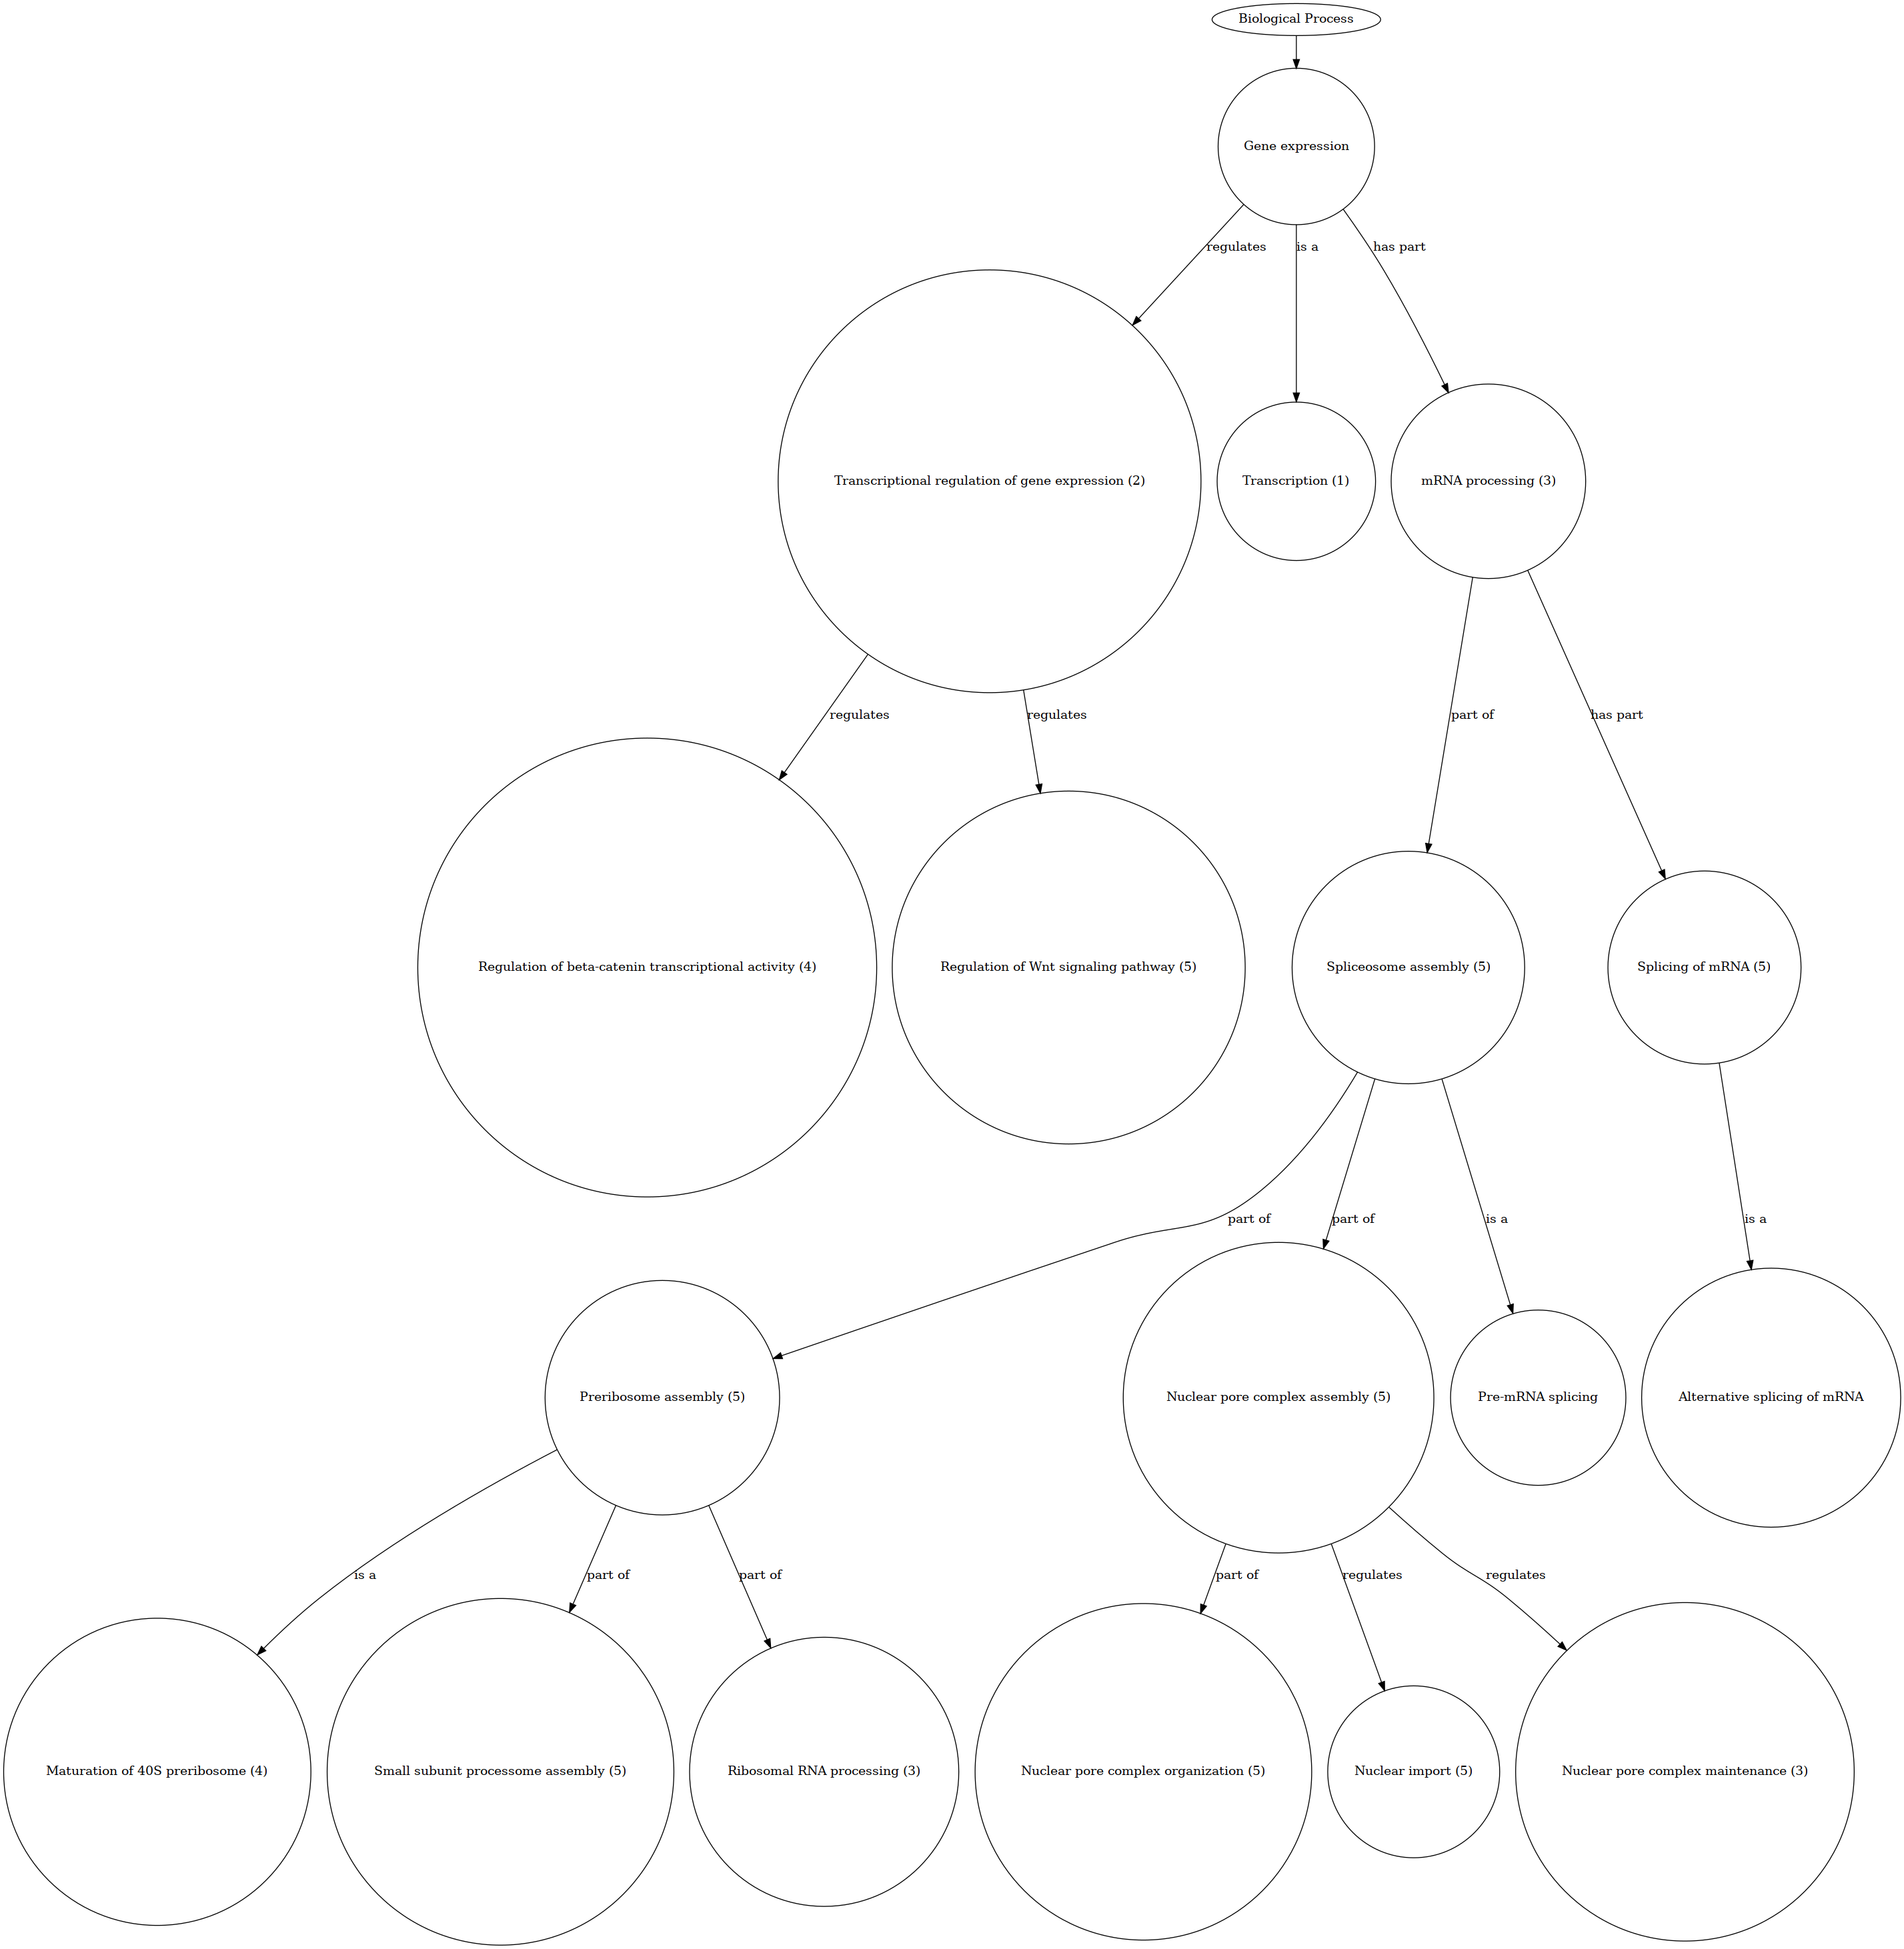 Biological Process
Gene expression
regulates
is a
has part
Transcriptional regulation of gene expression (2)
Transcription (1)
mRNA processing (3)
regulates
regulates
part of
has part
Regulation of beta-catenin transcriptional activity (4)
Regulation of Wnt signaling pathway (5)
Spliceosome assembly (5)
Splicing of mRNA (5)
part of
part of
is a
is a
Preribosome assembly (5)
Nuclear pore complex assembly (5)
Pre-mRNA splicing
Alternative splicing of mRNA
is a
part of
part of
part of
regulates
regulates
Maturation of 40S preribosome (4)
Small subunit processome assembly (5)
Ribosomal RNA processing (3)
Nuclear pore complex organization (5)
Nuclear import (5)
Nuclear pore complex maintenance (3)